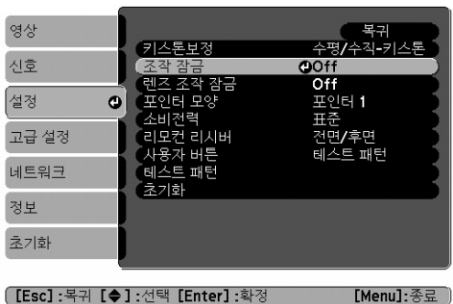 영상
신호
설정
고급 설정
네트워크
정보
초기화
복귀
키스톤보정 수평/수직-키스톤
조작 잠금 Off
렌즈 조작 잠금 Off
포인터 모양 포인터 1
소비전력 표준
리모컨 리시버 전면/후면
사용자 버튼 테스트 패턴
테스트 패턴
초기화
[Esc] :복귀 [◆] :선택 [Enter] :확정 [Menu]:종료